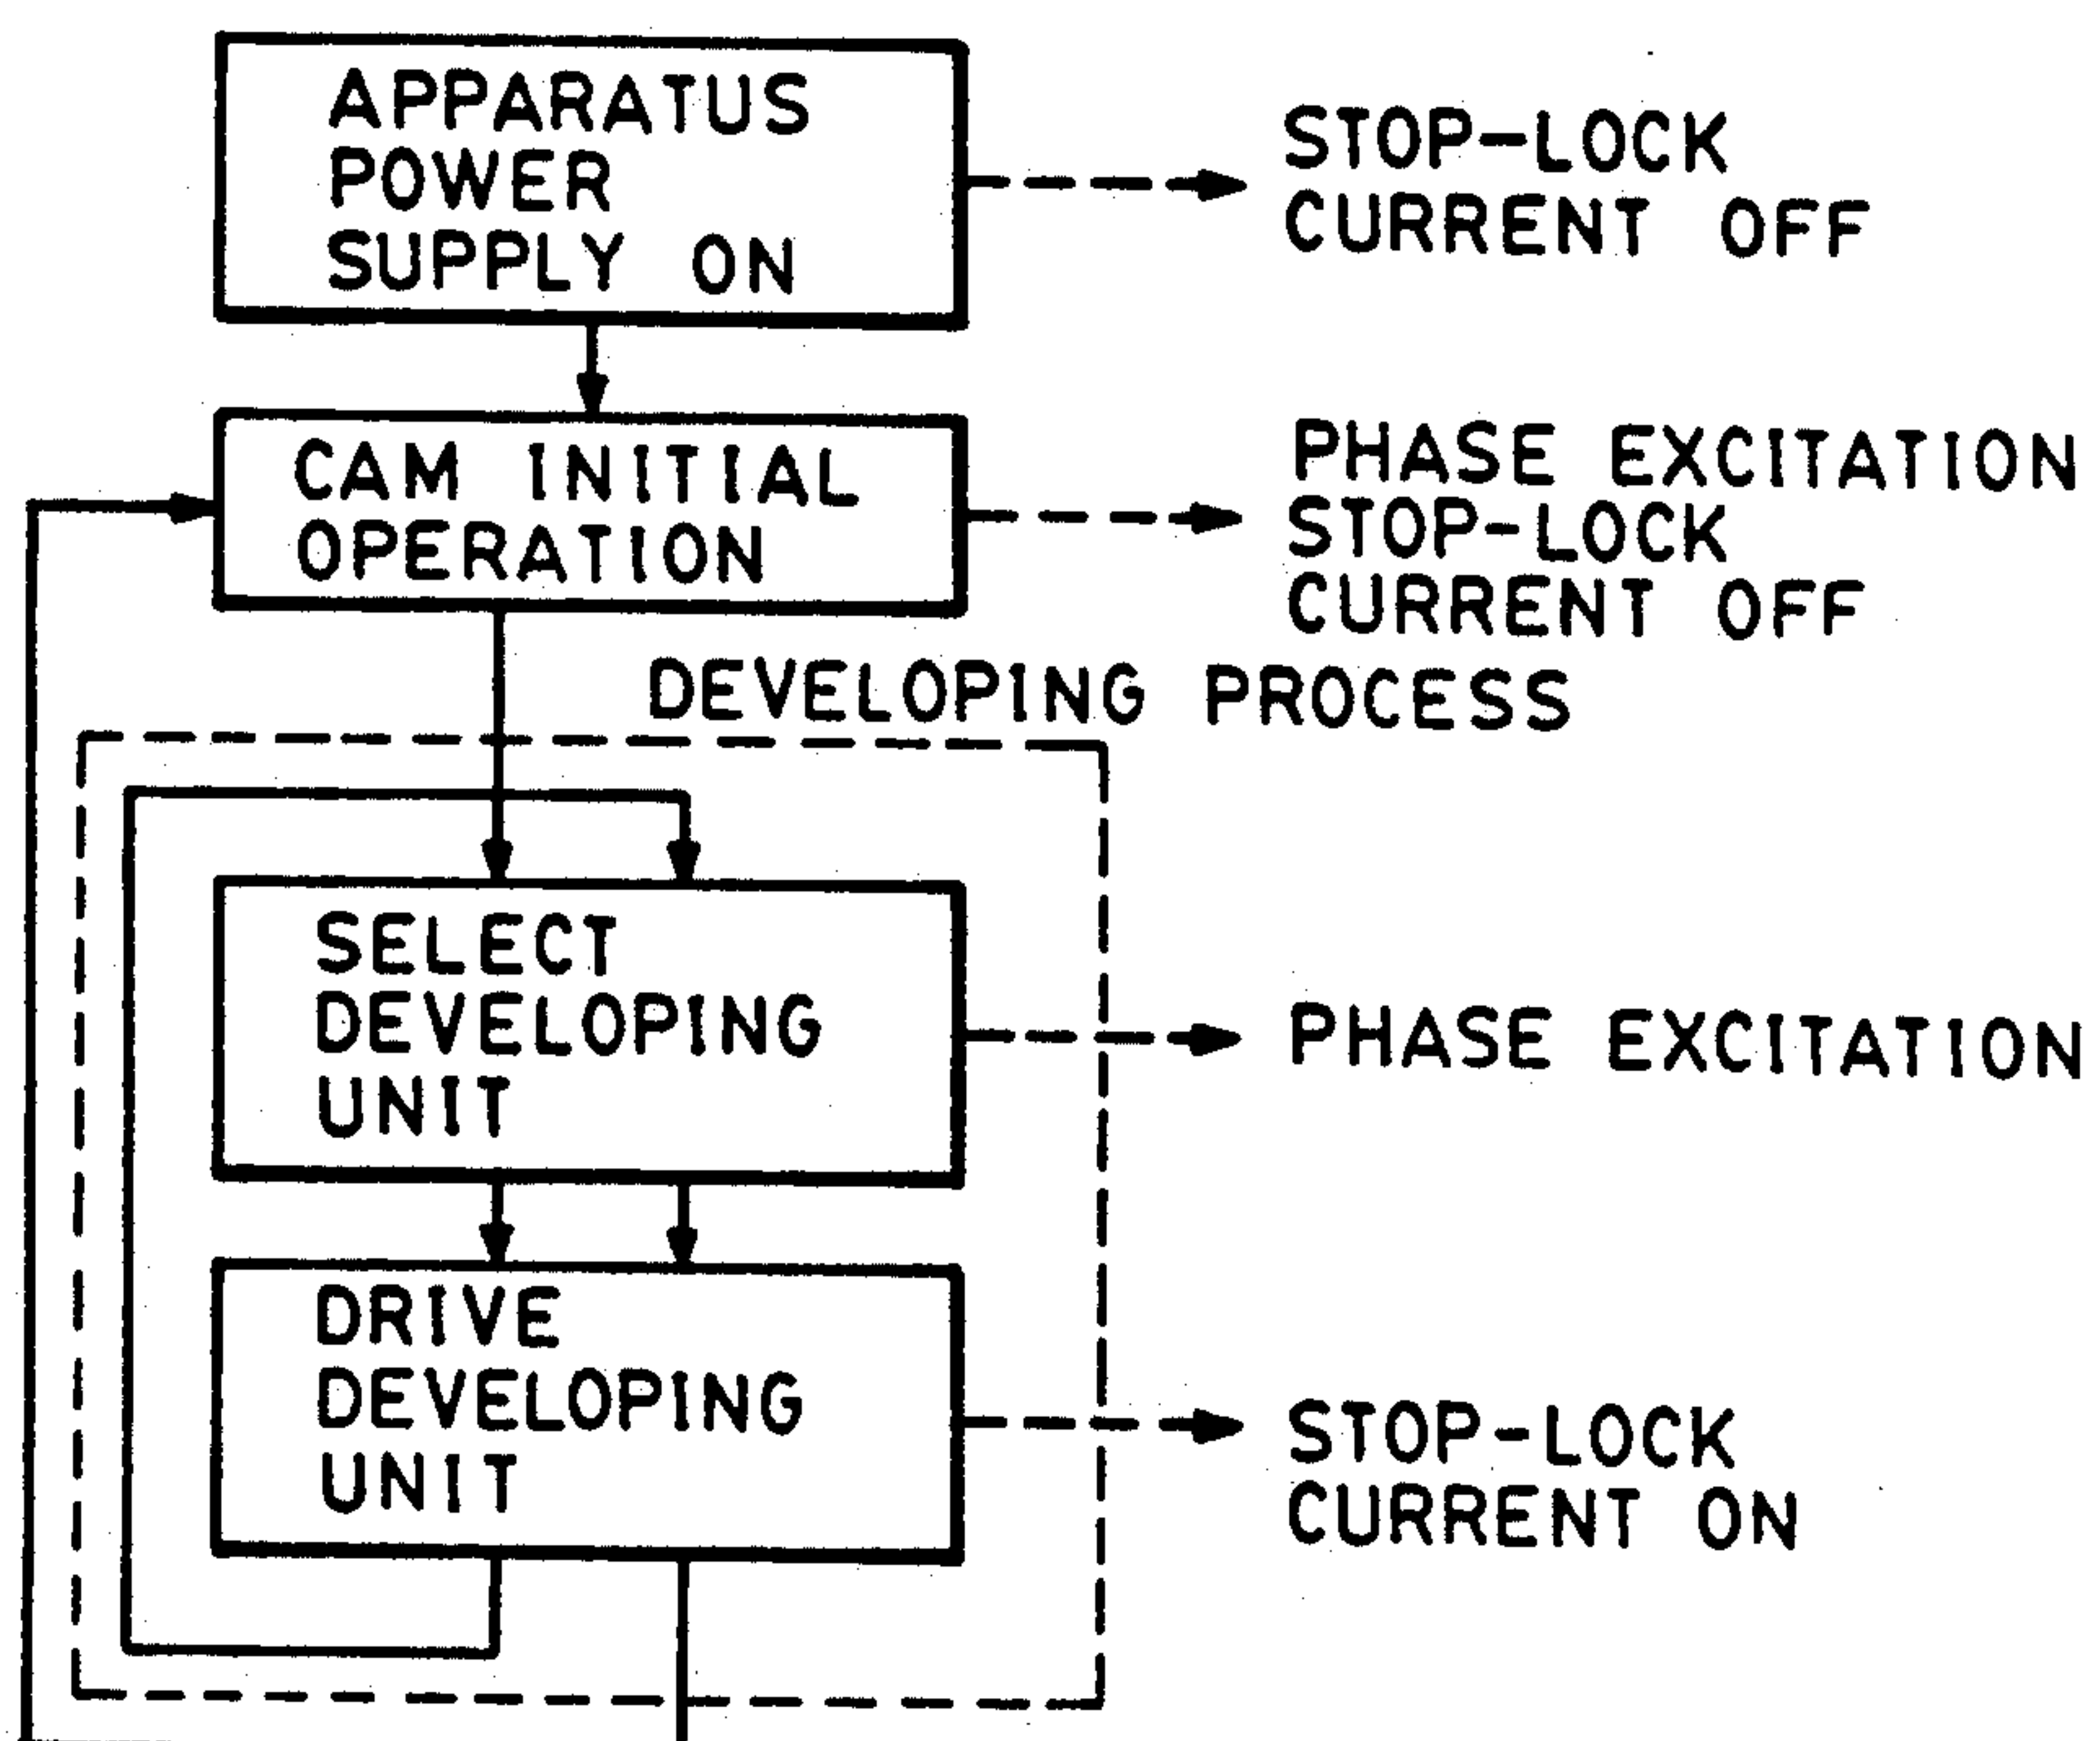 APPARATUS
POWER
SUPPLY ON
STOP-LOCK
CURRENT OFF
CAM INITIAL
OPERATION
PHASE EXCITATION
STOP-LOCK
CURRENT OFF
DEVELOPING PROCESS
SELECT
DEVELOPING
UNIT
PHASE EXCITATION
DRIVE
DEVELOPING
UNIT
STOP-LOCK
CURRENT ON